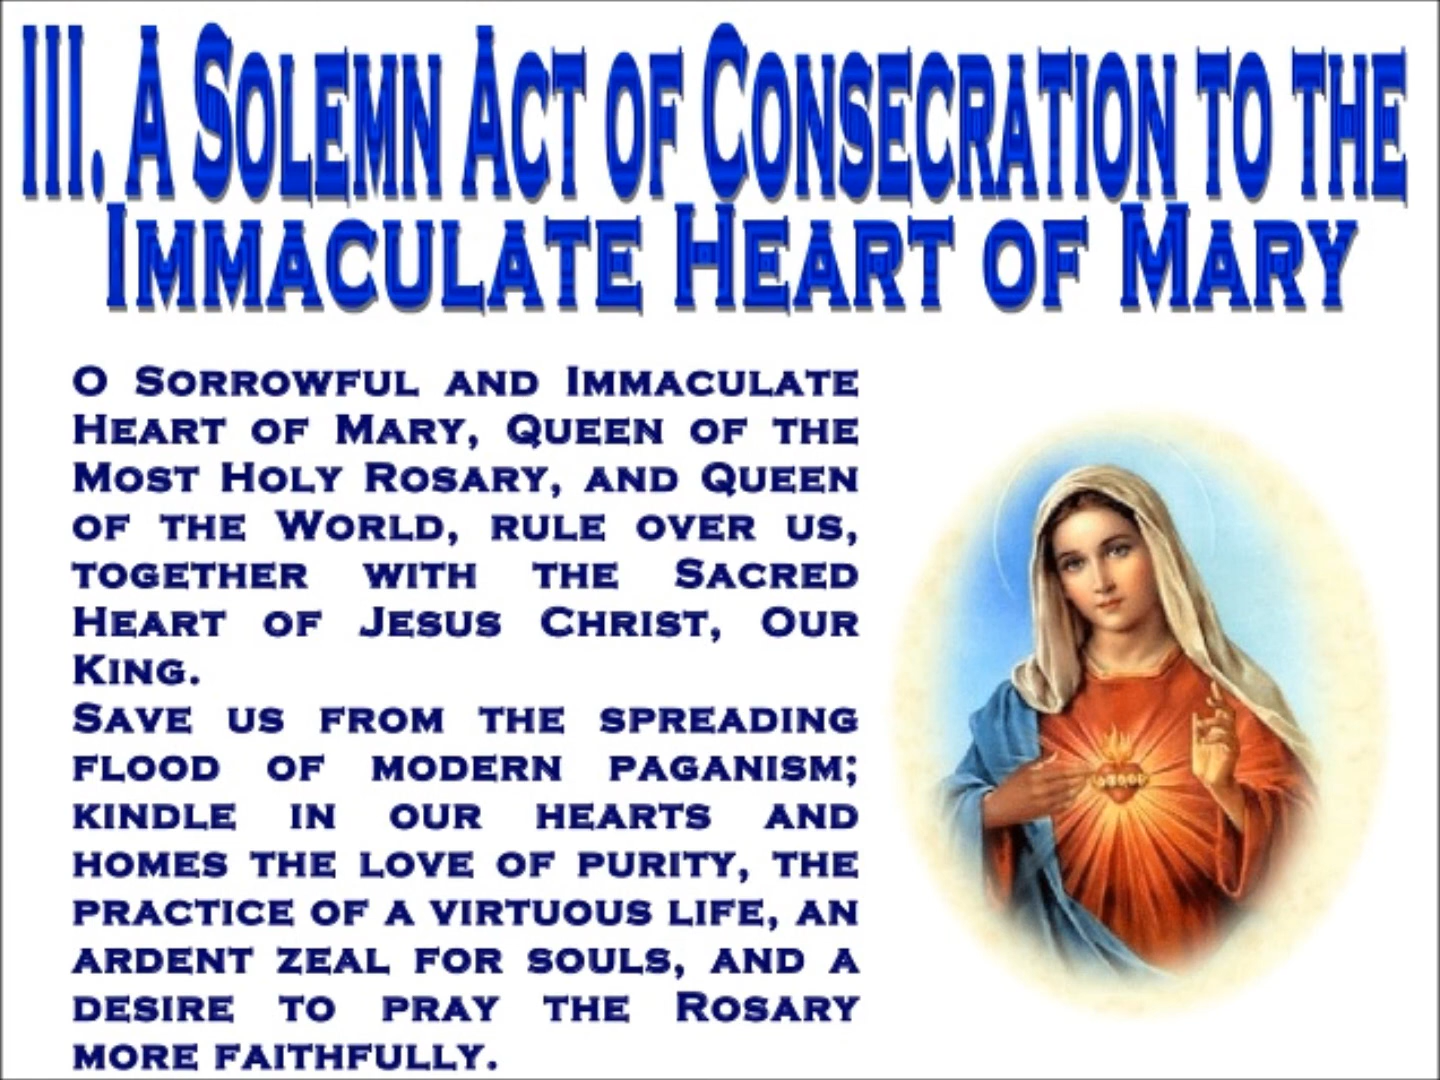 III. A Solemn Act of Consecration to the
Immaculate Heart of Mary
O Sorrowful and Immaculate
Heart of Mary, Queen of the
Most Holy Rosary, and Queen
of the World, rule over us,
together with the Sacred
Heart of Jesus Christ, Our
King.
Save us from the spreading
flood of modern paganism;
kindle in our hearts and
homes the love of purity, the
practice of a virtuous life, an
ardent zeal for souls, and a
desire to pray the Rosary
more faithfully.